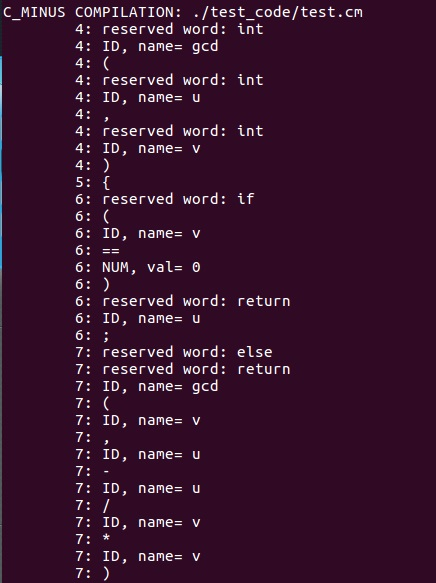 C_MINUS COMPILATION: ./test_code/test.cm
4: reserved word: int
4: ID, name= gcd
4: (
4: reserved word: int
4: ID, name= u
4: ,
4: reserved word: int
4: ID, name= v
4: )
5: {
6: reserved word: if
6: (
6: ID, name= v
6: ==
6: NUM, val= 0
6: )
6: reserved word: return
6: ID, name= u
6: ;
7: reserved word: else
7: reserved word: return
7: ID, name= gcd
7: (
7: ID, name= v
7: ,
7: ID, name= u
7: -
7: ID, name= u
7: /
7: ID, name= v
7: *
7: ID, name= v
7: )